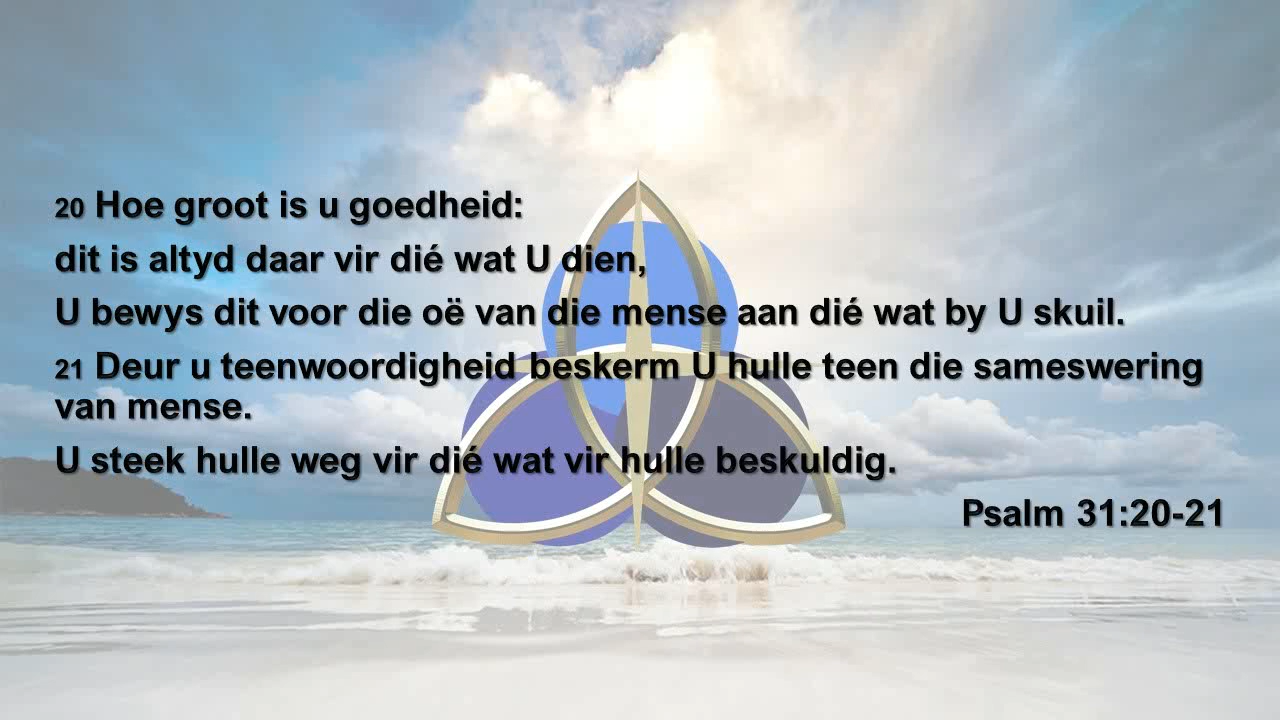 20 Hoe groot is u goedheid:
dit is altyd daar vir dié wat U dien,
U bewys dit voor die oë van die mense aan dié wat by U skuil.
21 Deur u teenwoordigheid beskerm U hulle teen die sameswering
van mense.
U steek hulle weg vir dié wat vir hulle beskuldig.
Psalm 31:20-21